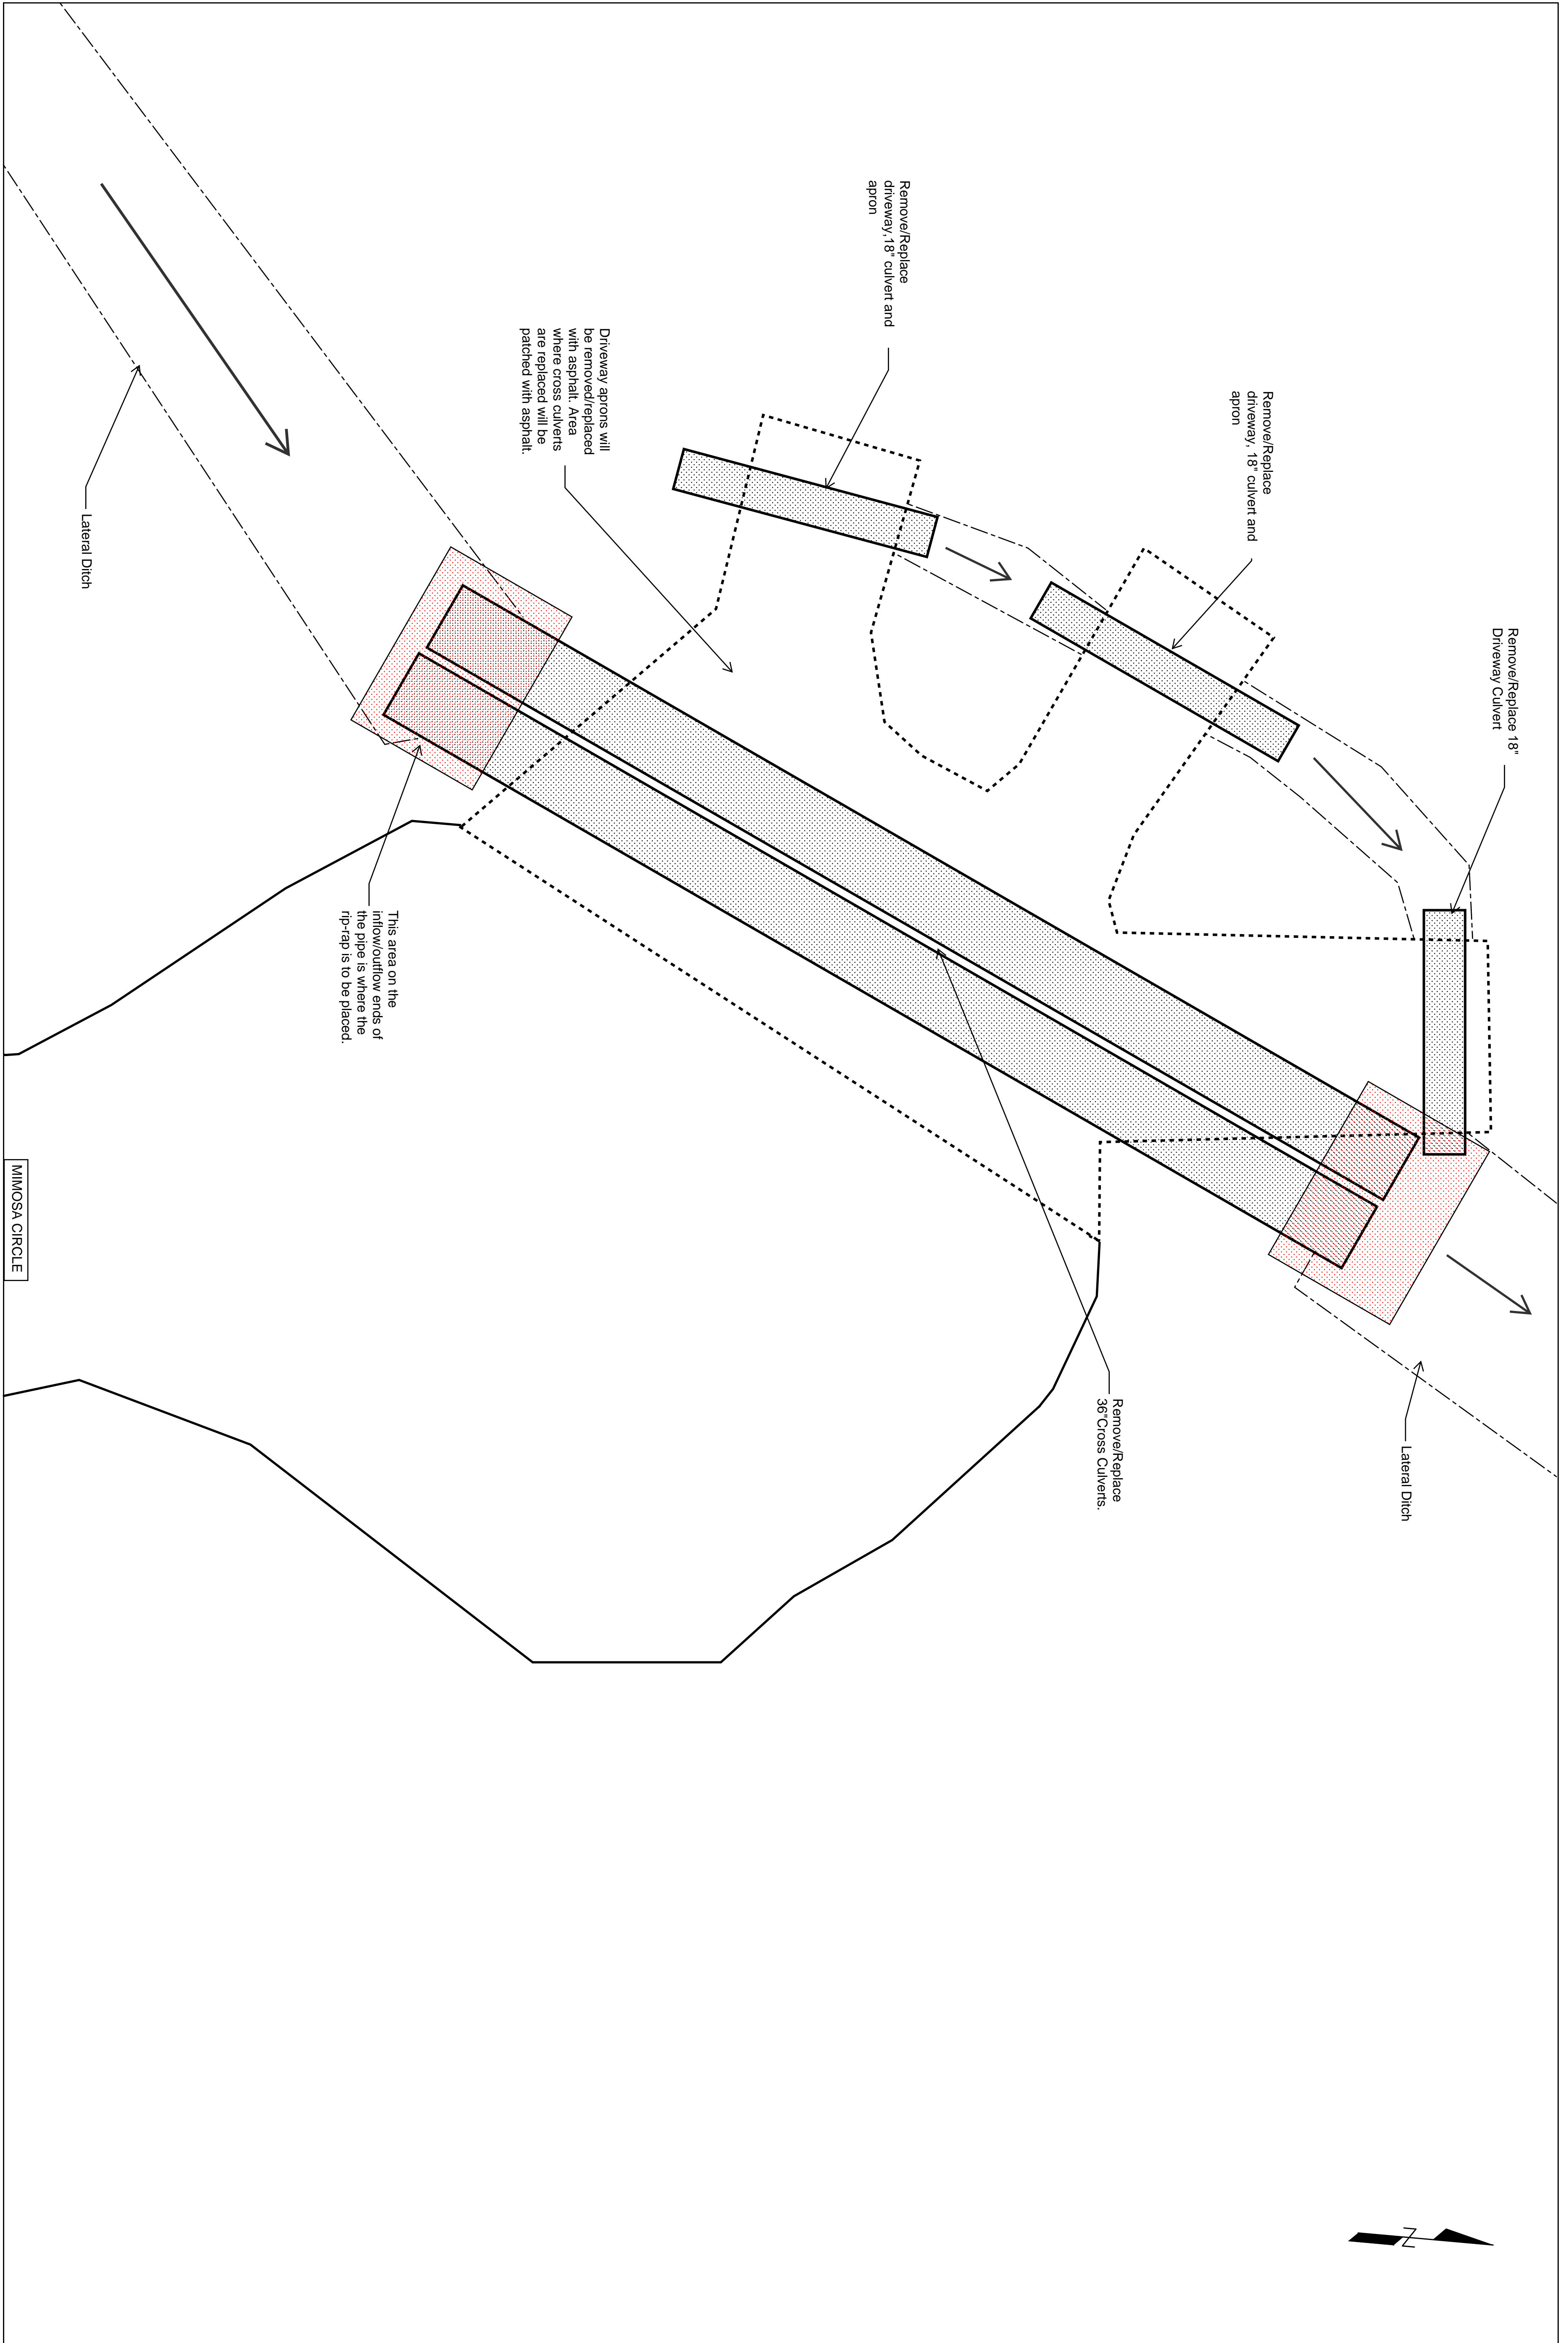 Remove/Replace 18"
Driveway Culvert
Remove/Replace
driveway, 18" culvert and
apron
Remove/Replace
driveway,18" culvert and
apron
Driveway aprons will
be removed/replaced
with asphalt. Area
where cross culverts
are replaced will be
patched with asphalt.
Lateral Ditch
This area on the
inflow/outflow ends of
the pipe is where the
rip-rap is to be placed.
Lateral Ditch
Remove/Replace
36"Cross Culverts.
MIMOSA CIRCLE
N